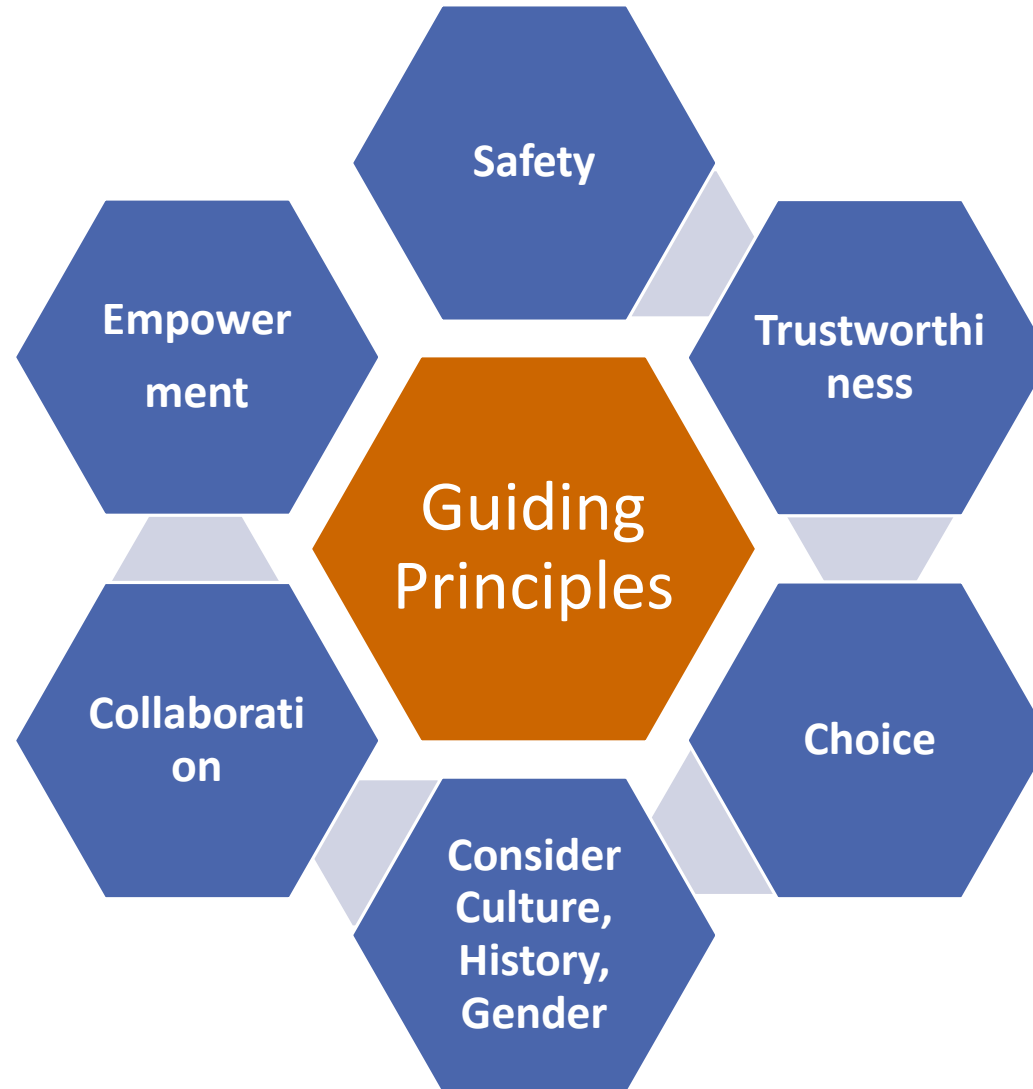 Safety
Trustworthi
ness
Choice
Consider
Culture,
History,
Gender
Collaborati
on
Empower
ment
Guiding
Principles